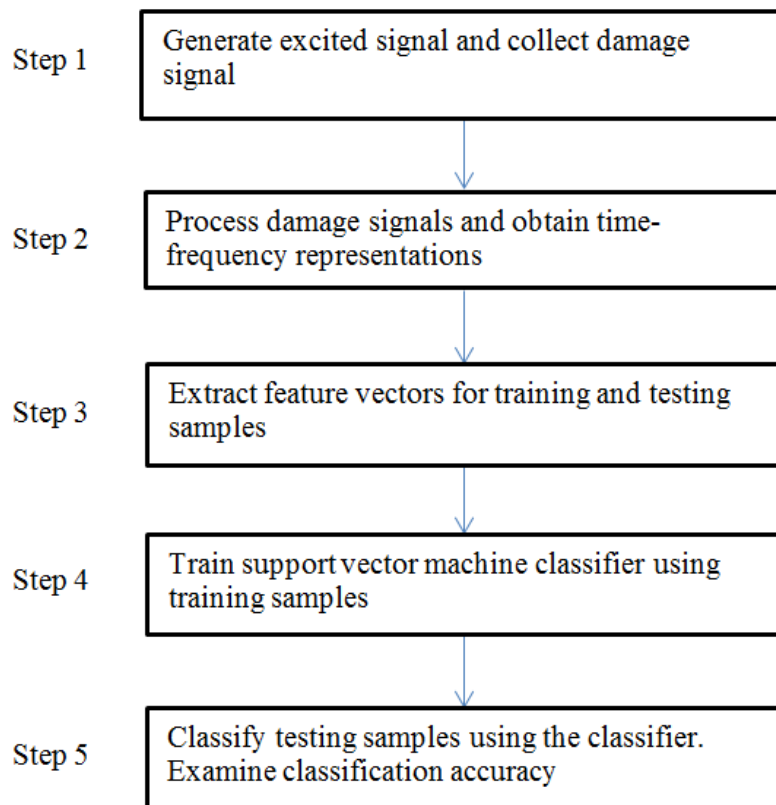 Step 1
Generate excited signal and collect damage
signal
Step 2
Process damage signals and obtain time-
frequency representations
Step 3
Extract feature vectors for training and testing
samples
Step 4
Train support vector machine classifier using
training samples
Step 5
Classify testing samples using the classifier.
Examine classification accuracy